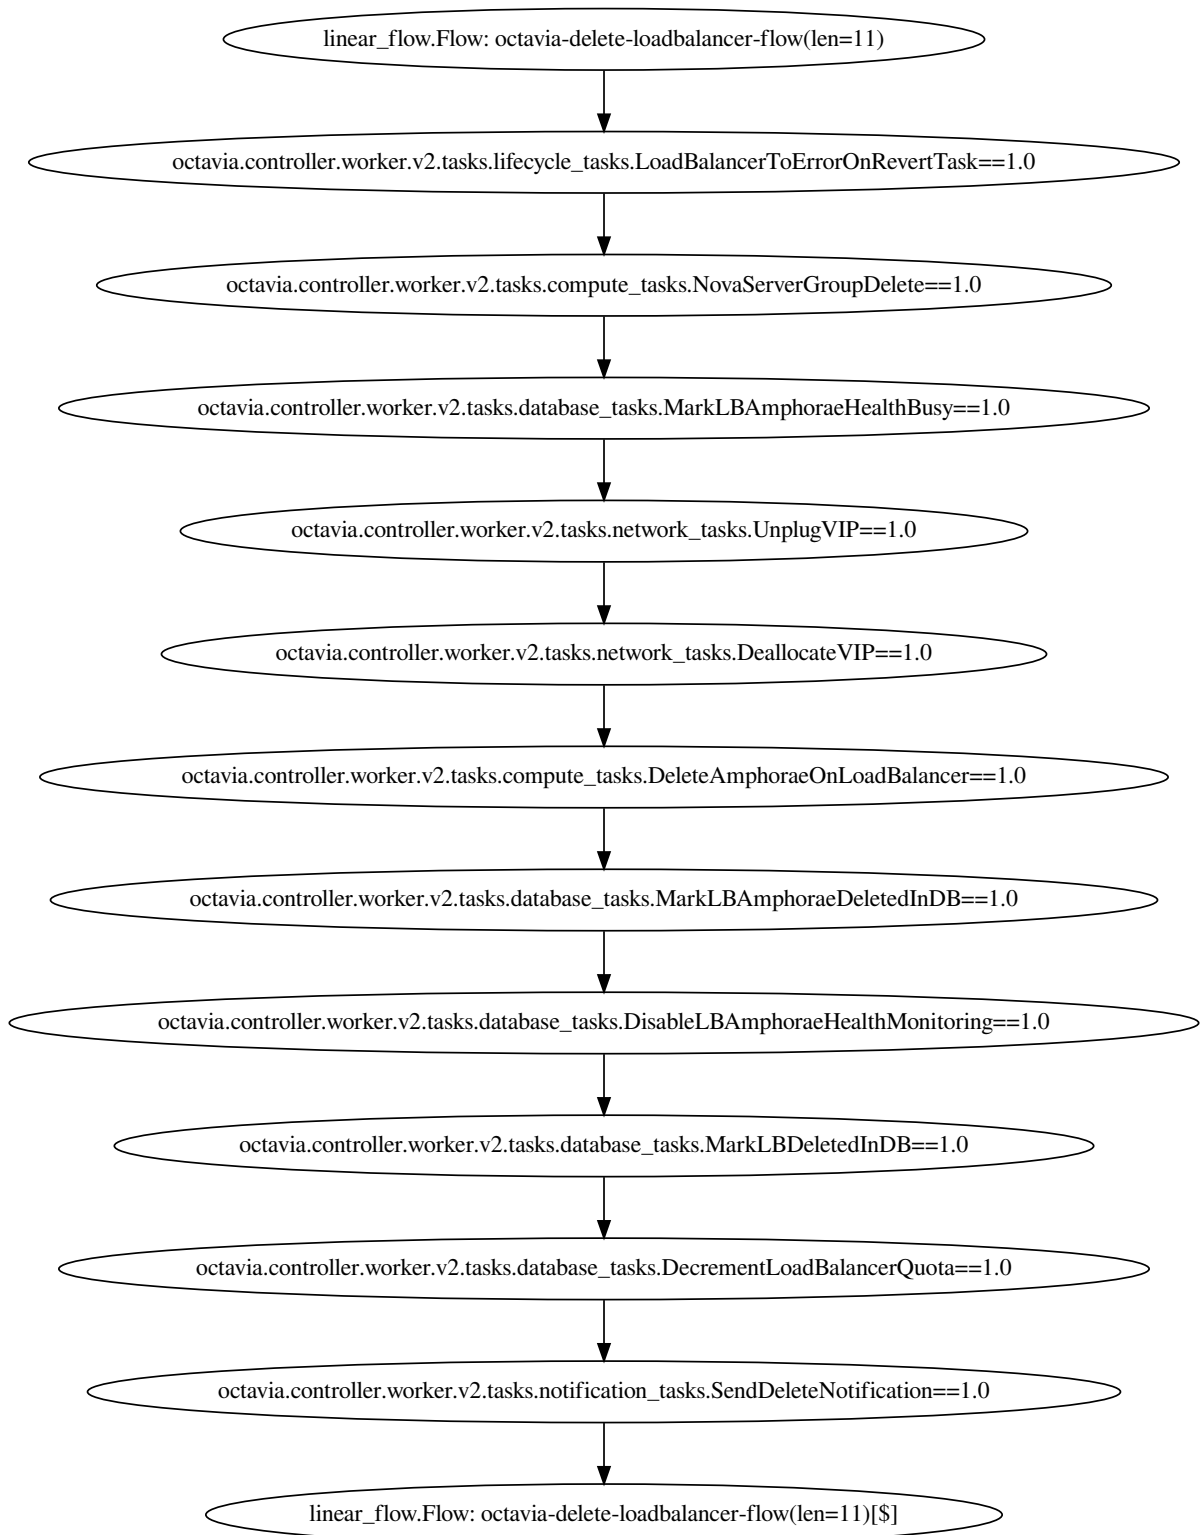 linear_flow.Flow: octavia-delete-loadbalancer-flow(len=11)
octavia.controller.worker.v2.tasks.lifecycle_tasks.LoadBalancerToErrorOnRevertTask==1.0
octavia.controller.worker.v2.tasks.compute_tasks.NovaServerGroupDelete==1.0
octavia.controller.worker.v2.tasks.database_tasks.MarkLBAmphoraeHealthBusy==1.0
octavia.controller.worker.v2.tasks.network_tasks.UnplugVIP==1.0
octavia.controller.worker.v2.tasks.network_tasks.DeallocateVIP==1.0
octavia.controller.worker.v2.tasks.compute_tasks.DeleteAmphoraeOnLoadBalancer==1.0
octavia.controller.worker.v2.tasks.database_tasks.MarkLBAmphoraeDeletedInDB==1.0
octavia.controller.worker.v2.tasks.database_tasks.DisableLBAmphoraeHealthMonitoring==1.0
octavia.controller.worker.v2.tasks.database_tasks.MarkLBDeletedInDB==1.0
octavia.controller.worker.v2.tasks.database_tasks.DecrementLoadBalancerQuota==1.0
octavia.controller.worker.v2.tasks.notification_tasks.SendDeleteNotification==1.0
linear_flow.Flow: octavia-delete-loadbalancer-flow(len=11)[$]